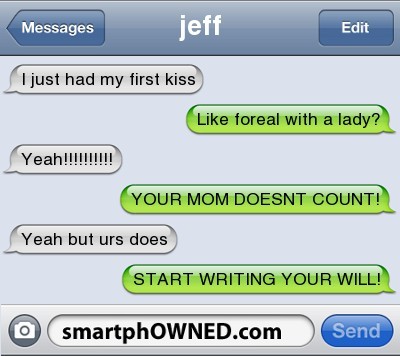 Messages
jeff
Edit
I just had my first kiss
Like foreal with a lady?
Yeah!!!!!!!!!!
YOUR MOM DOESNT COUNT!
Yeah but urs does
START WRITING YOUR WILL!
smartphOWNED.com
Send